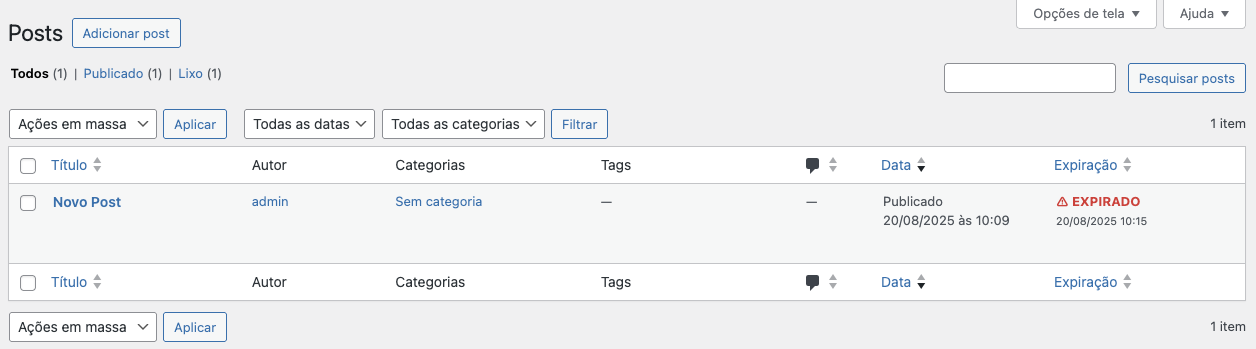 Opções de tela ▼ Ajuda ▼
Posts Adicionar post
Todos (1) | Publicado (1) | Lixo (1)
Pesquisar posts
Ações em massa Aplicar Todas as datas Todas as categorias Filtrar 1 item
Título Autor Categorias Tags Data Expiração
Novo Post admin Sem categoria — — Publicado EXPIRADO
20/08/2025 às 10:09 20/08/2025 10:15
Título Autor Categorias Tags Data Expiração
Ações em massa Aplicar 1 item